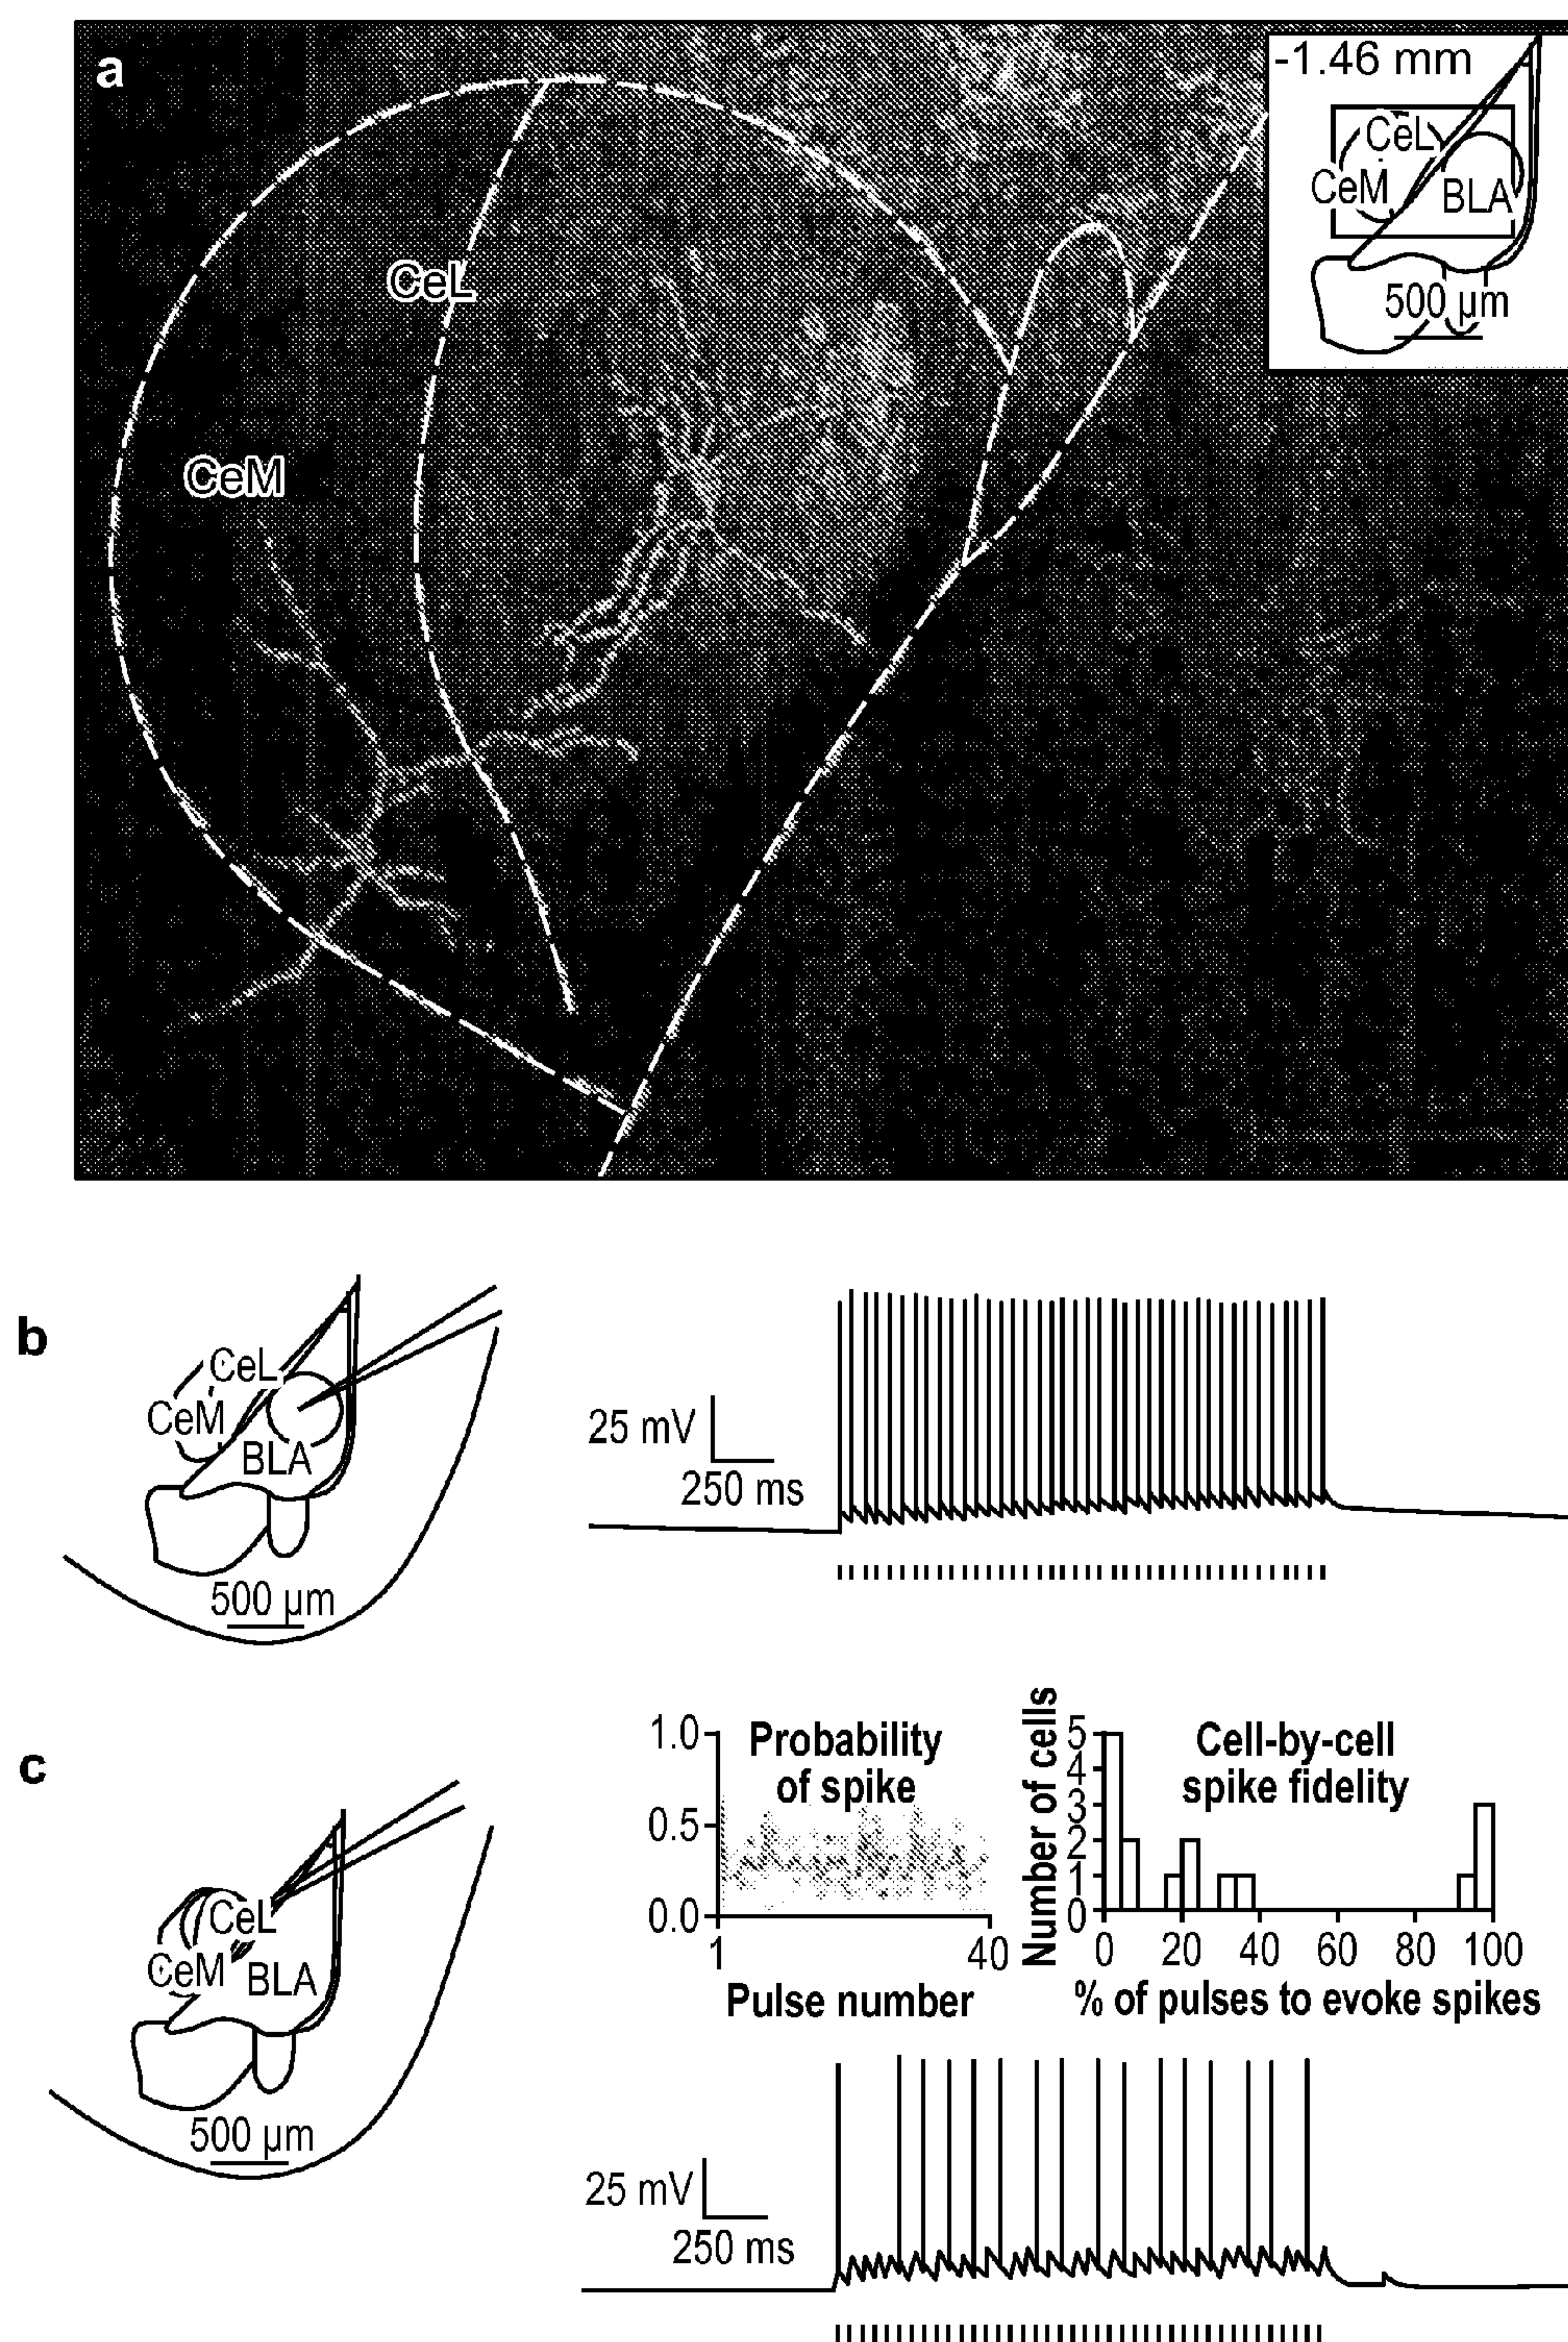 a
-1.46 mm
CeL
CeM
BLA
500 µm
CeL
CeM
b
CeL
CeM
BLA
500 µm
25 mV
250 ms
c
CeL
CeM
BLA
500 µm
1.0
0.5
0.0
Probability
of spike
1
40
Pulse number
Number of cells
5
4
3
2
1
0
Cell-by-cell
spike fidelity
0
20
40
60
80
100
% of pulses to evoke spikes
25 mV
250 ms